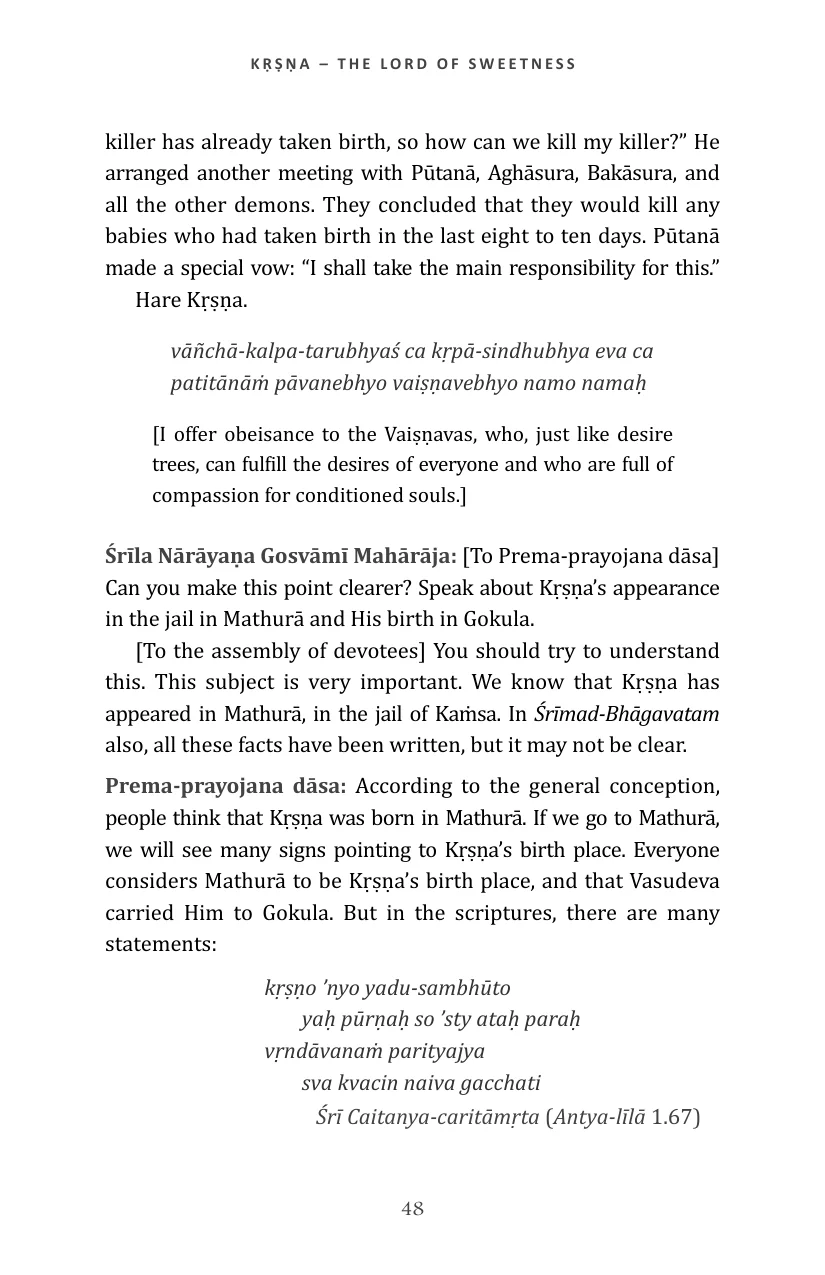 KṚṢṆA – THE LORD OF SWEETNESS
killer has already taken birth, so how can we kill my killer?” He
arranged another meeting with Pūtanā, Aghāsura, Bakāsura, and
all the other demons. They concluded that they would kill any
babies who had taken birth in the last eight to ten days. Pūtanā
made a special vow: “I shall take the main responsibility for this.”
Hare Kṛṣṇa.
vāñchā-kalpa-tarubhyaś ca kṛpā-sindhubhya eva ca
patitānāṁ pāvanebhyo vaiṣṇavebhyo namo namaḥ
[I offer obeisance to the Vaiṣṇavas, who, just like desire
trees, can fulfill the desires of everyone and who are full of
compassion for conditioned souls.]
Śrīla Nārāyaṇa Gosvāmī Mahārāja: [To Prema-prayojana dāsa]
Can you make this point clearer? Speak about Kṛṣṇa’s appearance
in the jail in Mathurā and His birth in Gokula.
[To the assembly of devotees] You should try to understand
this. This subject is very important. We know that Kṛṣṇa has
appeared in Mathurā, in the jail of Kaṁsa. In Śrīmad-Bhāgavatam
also, all these facts have been written, but it may not be clear.
Prema-prayojana dāsa: According to the general conception,
people think that Kṛṣṇa was born in Mathurā. If we go to Mathurā,
we will see many signs pointing to Kṛṣṇa’s birth place. Everyone
considers Mathurā to be Kṛṣṇa’s birth place, and that Vasudeva
carried Him to Gokula. But in the scriptures, there are many
statements:
kṛṣṇo ’nyo yadu-sambhūto
yaḥ pūrṇaḥ so ’sty ataḥ paraḥ
vṛndāvanaṁ parityajya
sva kvacin naiva gacchati
Śrī Caitanya-caritāmṛta (Antya-līlā 1.67)
48